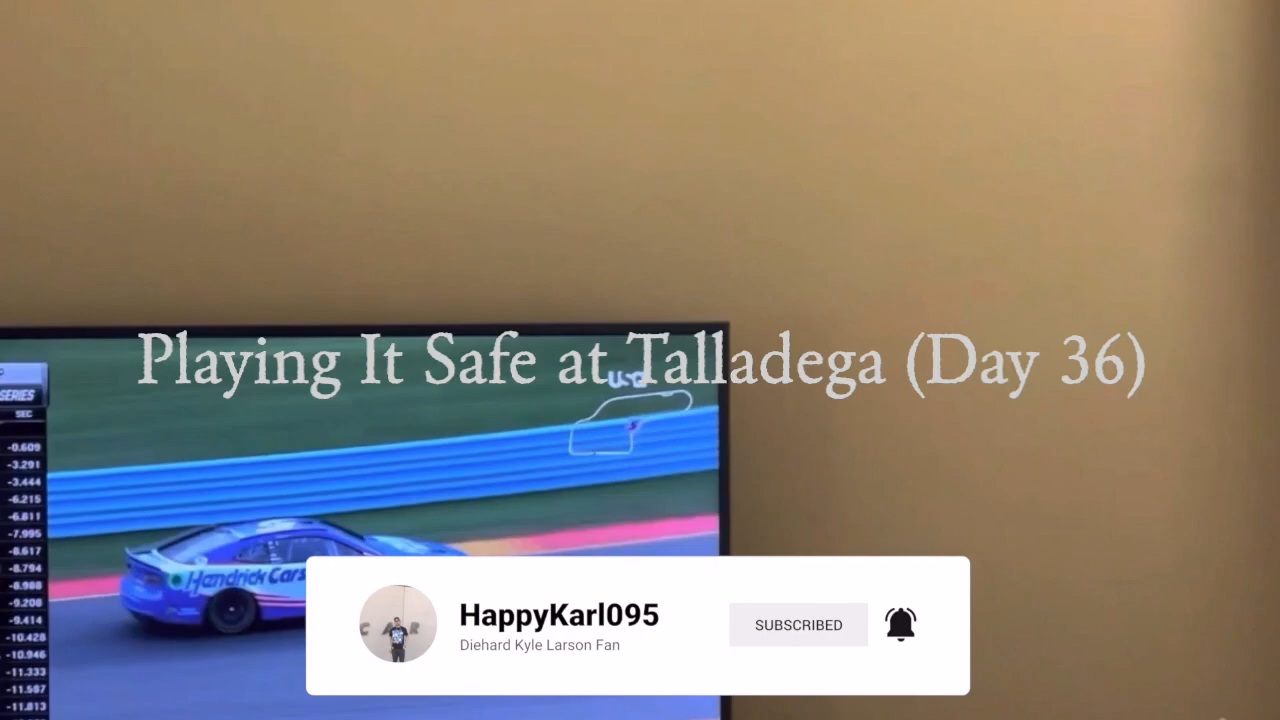 Playing It Safe at Talladega (Day 36)
USA
SERIES
SEC
-0.609
-3.291
-3.444
-6.215
-6.811
-7.995
-8.617
-8.794
-8.988
-9.208
-9.414
-10.428
-10.946
-11.333
-11.587
-11.813
Hendrick Cars
HappyKarl095
Diehard Kyle Larson Fan
SUBSCRIBED